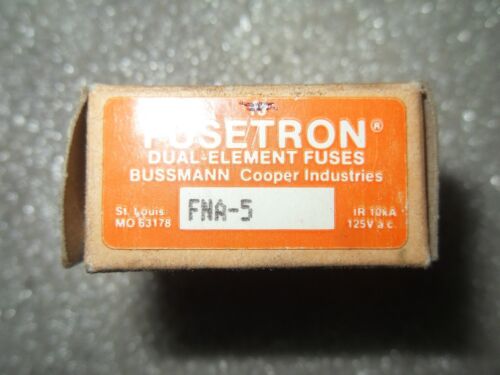 FUSETRON®
DUAL-ELEMENT FUSES
BUSSMANN Cooper Industries
St. Louis
MO 63178
FNA-5
IR 10kA
125V a c.